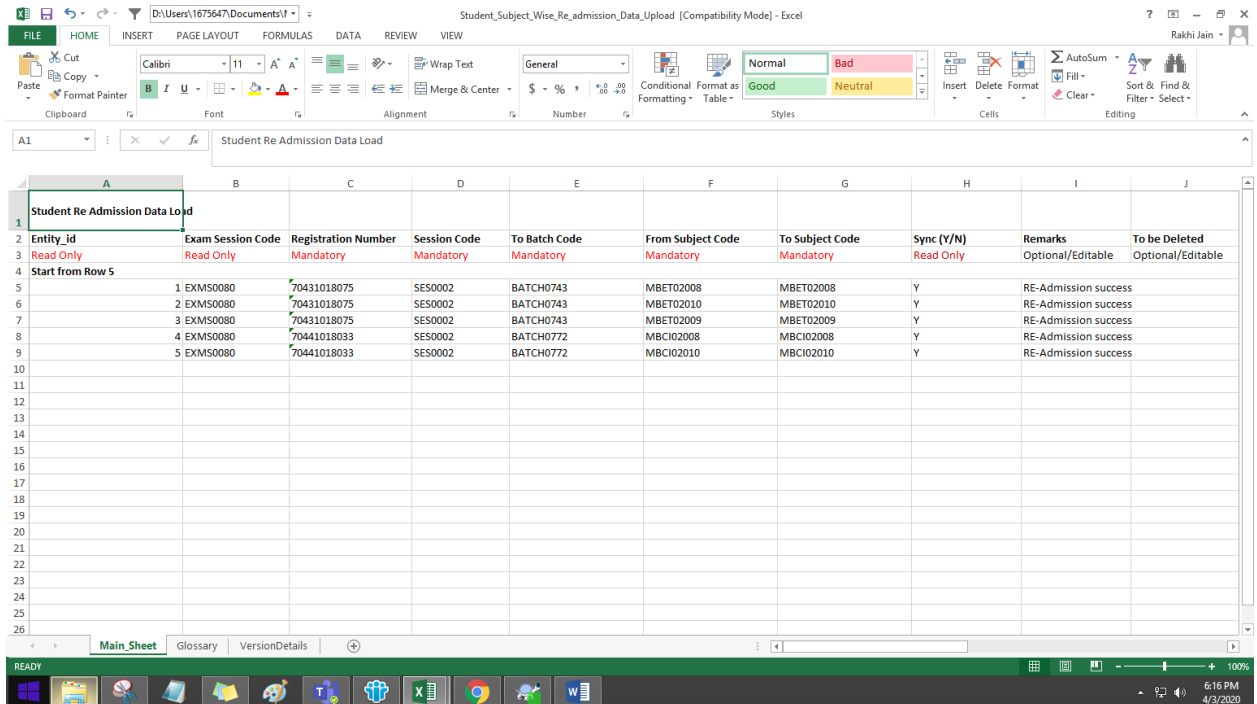 D:\Users\1675647\Documents\
Student_Subject_Wise_Re_admission_Data_Upload [Compatibility Mode] - Excel
FILE HOME INSERT PAGE LAYOUT FORMULAS DATA REVIEW VIEW
Rakhi Jain
Paste
Cut
Copy
Format Painter
Clipboard
Calibri 11
B I U
Font
Wrap Text
Merge & Center
Alignment
General
$ % ,
Number
Conditional Formatting
Format as Table
Normal Bad
Good Neutral
Styles
Insert Delete Format
Cells
AutoSum
Fill
Clear
Sort & Filter
Find & Select
Editing
A1 fx Student Re Admission Data Load
A B C D E F G H I J
1 Student Re Admission Data Load
2 Entity_id Exam Session Code Registration Number Session Code To Batch Code From Subject Code To Subject Code Sync (Y/N) Remarks To be Deleted
3 Read Only Read Only Mandatory Mandatory Mandatory Mandatory Mandatory Read Only Optional/Editable Optional/Editable
4 Start from Row 5
5 1 EXMS0080 70431018075 SES0002 BATCH0743 MBET02008 MBET02008 Y RE-Admission success
6 2 EXMS0080 70431018075 SES0002 BATCH0743 MBET02010 MBET02010 Y RE-Admission success
7 3 EXMS0080 70431018075 SES0002 BATCH0743 MBET02009 MBET02009 Y RE-Admission success
8 4 EXMS0080 70441018033 SES0002 BATCH0772 MBCI02008 MBCI02008 Y RE-Admission success
9 5 EXMS0080 70441018033 SES0002 BATCH0772 MBCI02010 MBCI02010 Y RE-Admission success
10
11
12
13
14
15
16
17
18
19
20
21
22
23
24
25
26
Main_Sheet Glossary VersionDetails
READY 100%
6:16 PM
4/3/2020